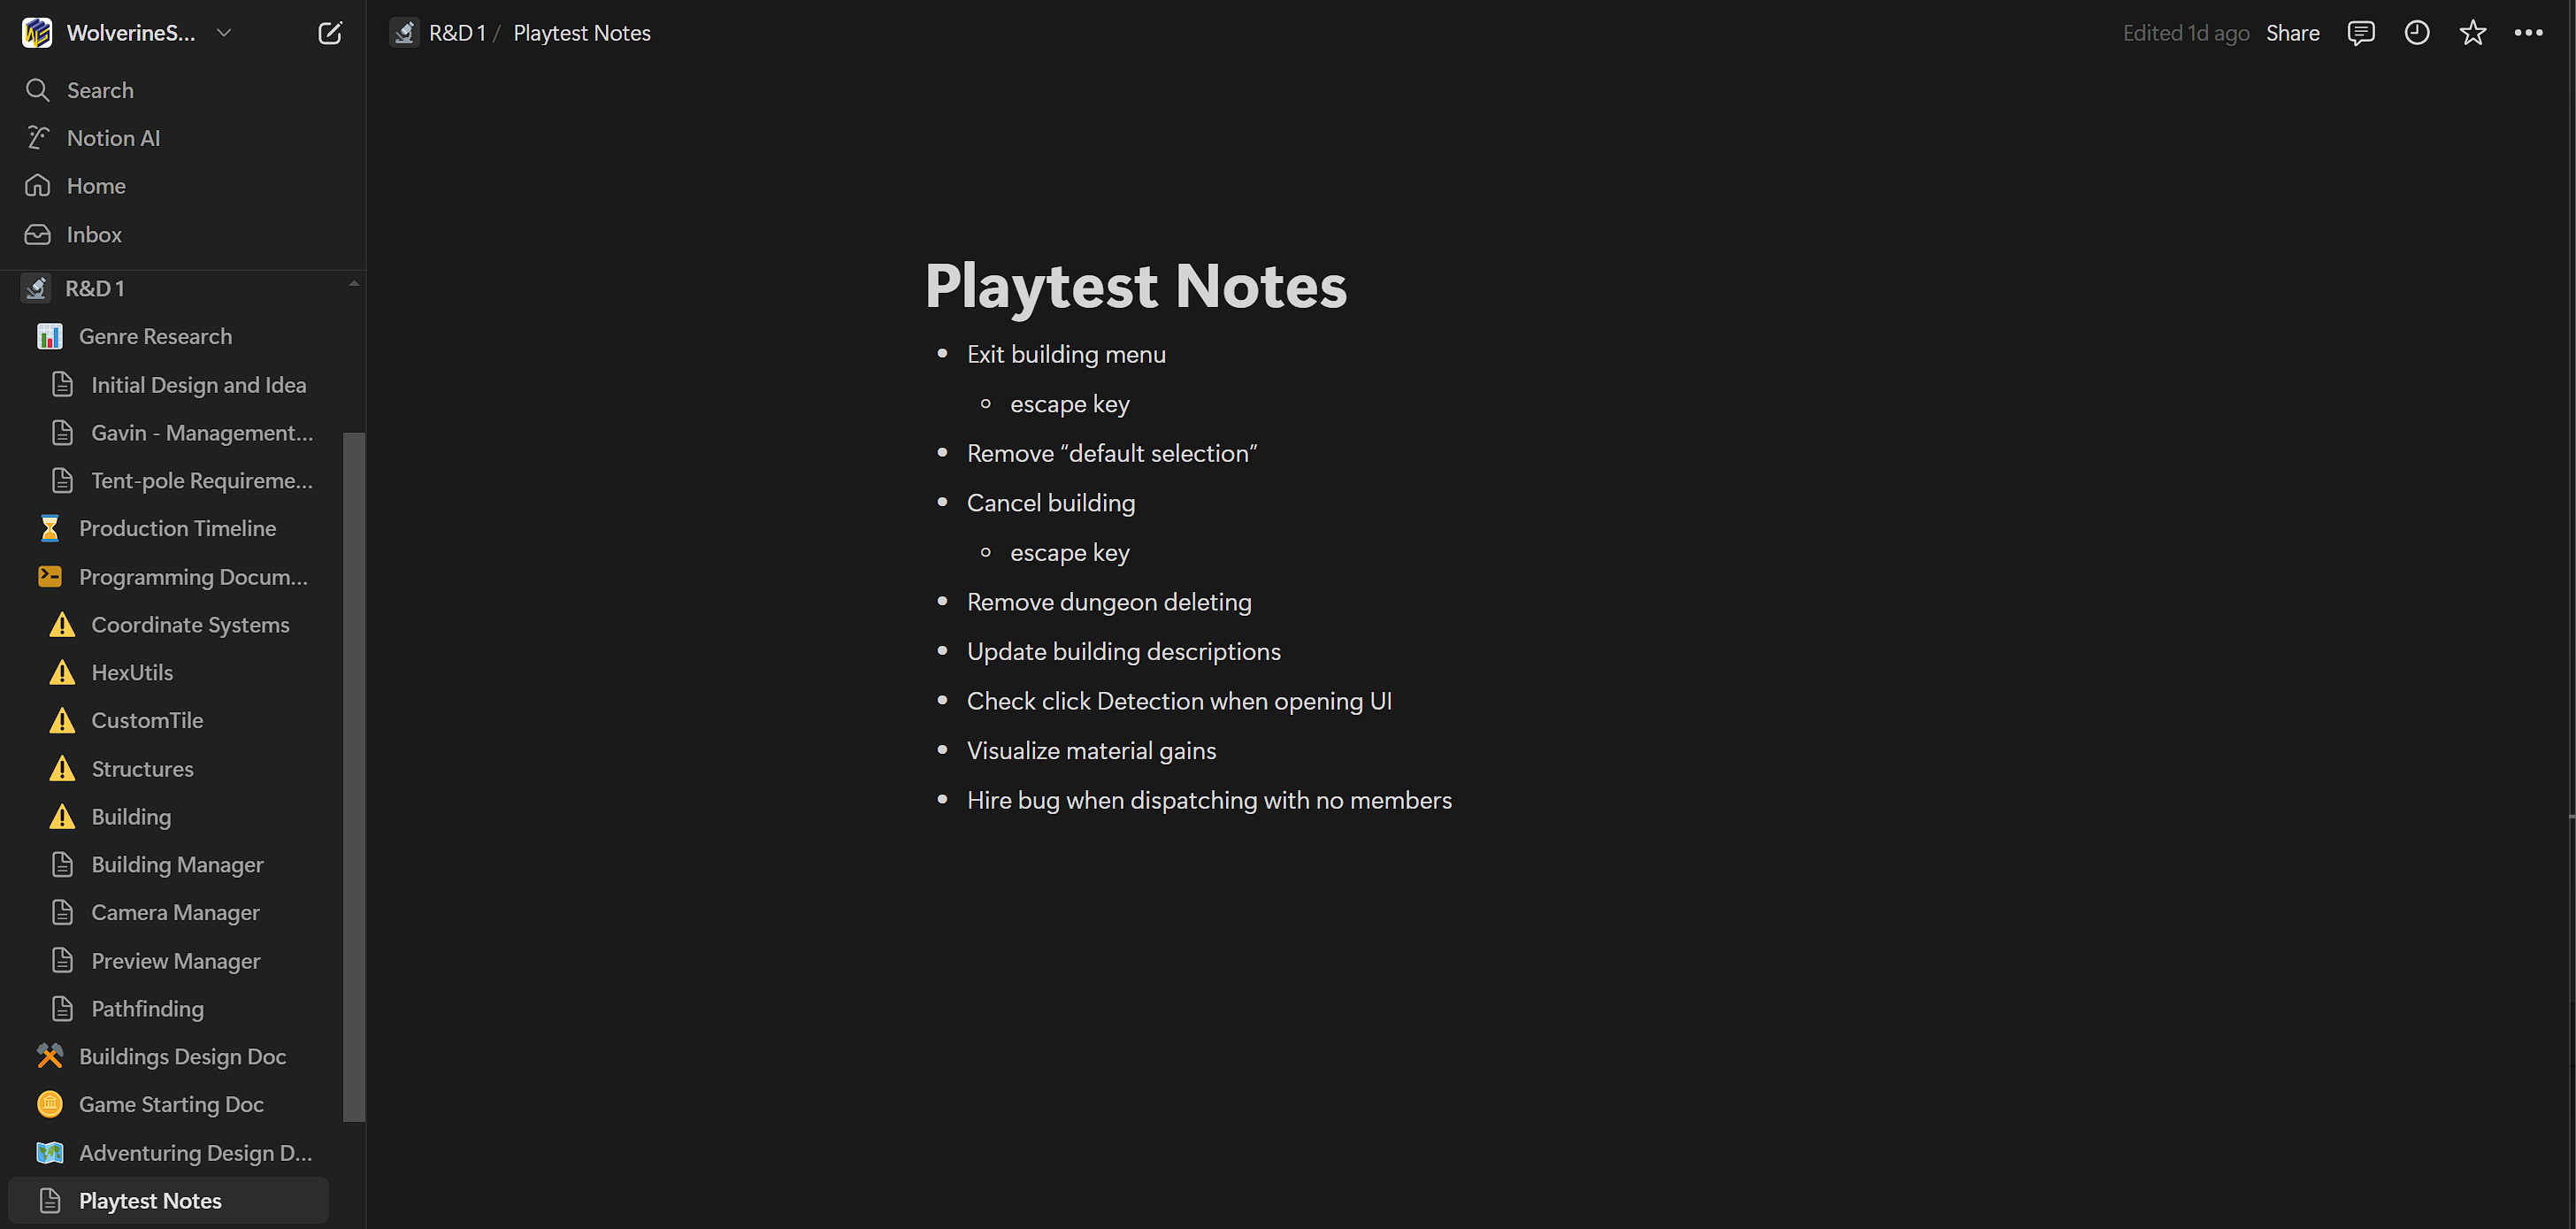 WolverineS...
Search
Notion AI
Home
Inbox
R&D 1
Genre Research
Initial Design and Idea
Gavin - Management...
Tent-pole Requireme...
Production Timeline
Programming Docum...
Coordinate Systems
HexUtils
CustomTile
Structures
Building
Building Manager
Camera Manager
Preview Manager
Pathfinding
Buildings Design Doc
Game Starting Doc
Adventuring Design D...
Playtest Notes
R&D 1 / Playtest Notes
Edited 1d ago Share
Playtest Notes
• Exit building menu
◦ escape key
• Remove “default selection”
• Cancel building
◦ escape key
• Remove dungeon deleting
• Update building descriptions
• Check click Detection when opening UI
• Visualize material gains
• Hire bug when dispatching with no members